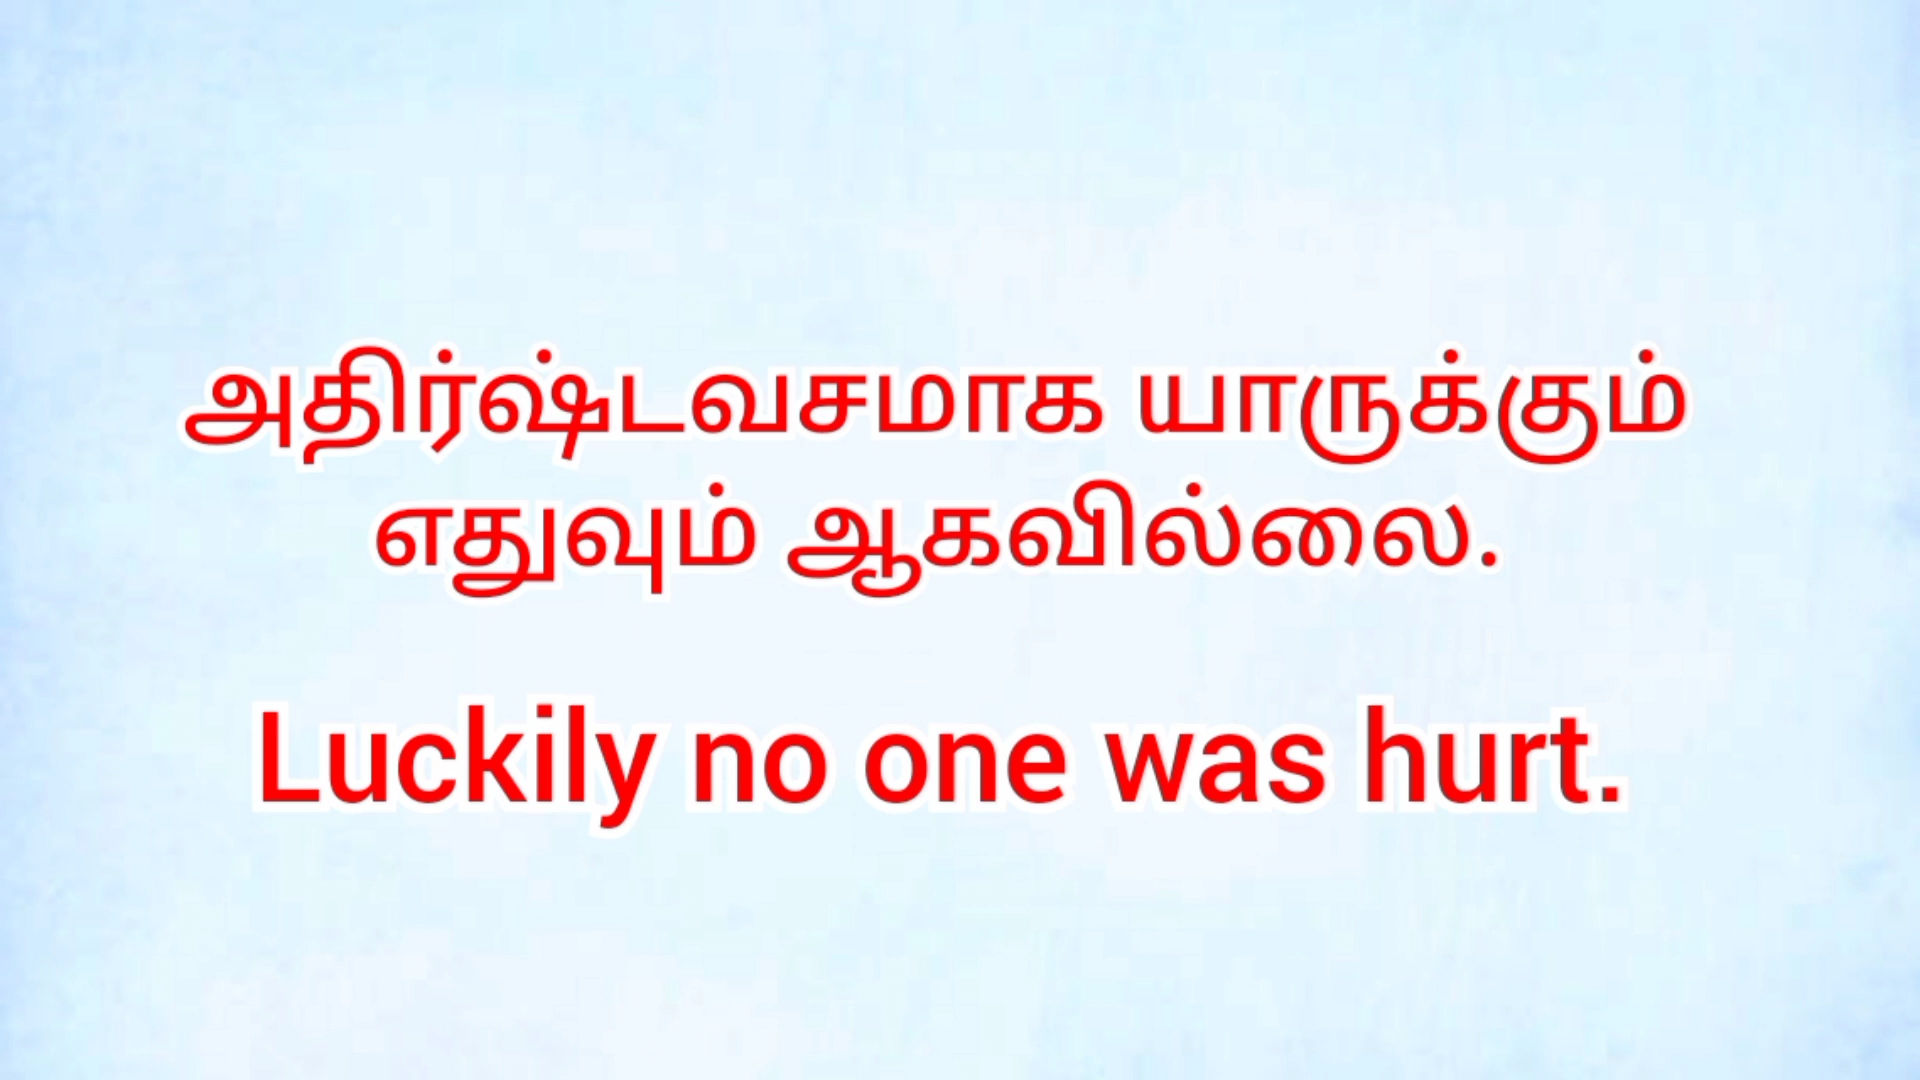 அதிர்ஷ்டவசமாக யாருக்கும்
எதுவும் ஆகவில்லை.
Luckily no one was hurt.